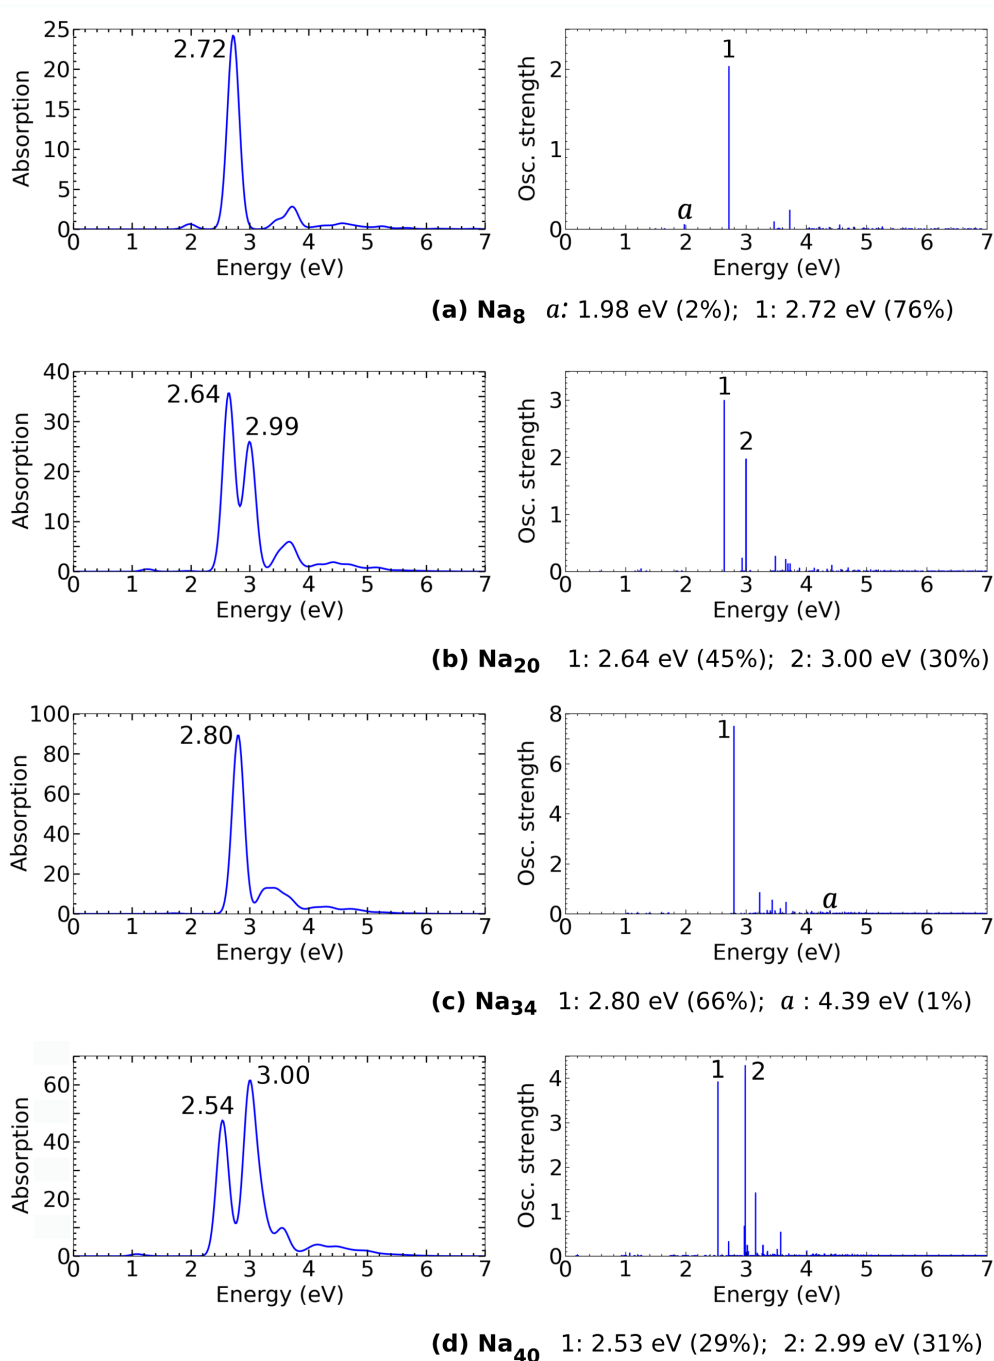 2.72
Absorption
25
20
15
10
5
0
0 1 2 3 4 5 6 7
Energy (eV)
1
a
Osc. strength
2
1
0
0 1 2 3 4 5 6 7
Energy (eV)
(a) Na8 a: 1.98 eV (2%); 1: 2.72 eV (76%)
2.64
2.99
Absorption
40
30
20
10
0
0 1 2 3 4 5 6 7
Energy (eV)
1
2
Osc. strength
3
2
1
0
0 1 2 3 4 5 6 7
Energy (eV)
(b) Na20 1: 2.64 eV (45%); 2: 3.00 eV (30%)
2.80
Absorption
100
80
60
40
20
0
0 1 2 3 4 5 6 7
Energy (eV)
1
a
Osc. strength
8
6
4
2
0
0 1 2 3 4 5 6 7
Energy (eV)
(c) Na34 1: 2.80 eV (66%); a : 4.39 eV (1%)
3.00
2.54
Absorption
60
40
20
0
0 1 2 3 4 5 6 7
Energy (eV)
1 2
Osc. strength
4
3
2
1
0
0 1 2 3 4 5 6 7
Energy (eV)
(d) Na40 1: 2.53 eV (29%); 2: 2.99 eV (31%)